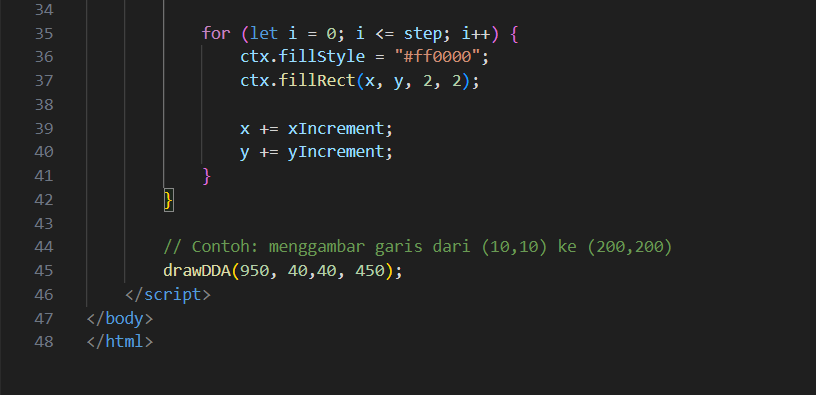 34
35 for (let i = 0; i <= step; i++) {
36 ctx.fillStyle = "#ff0000";
37 ctx.fillRect(x, y, 2, 2);
38
39 x += xIncrement;
40 y += yIncrement;
41 }
42 }
43
44 // Contoh: menggambar garis dari (10,10) ke (200,200)
45 drawDDA(950, 40,40, 450);
46 </script>
47 </body>
48 </html>